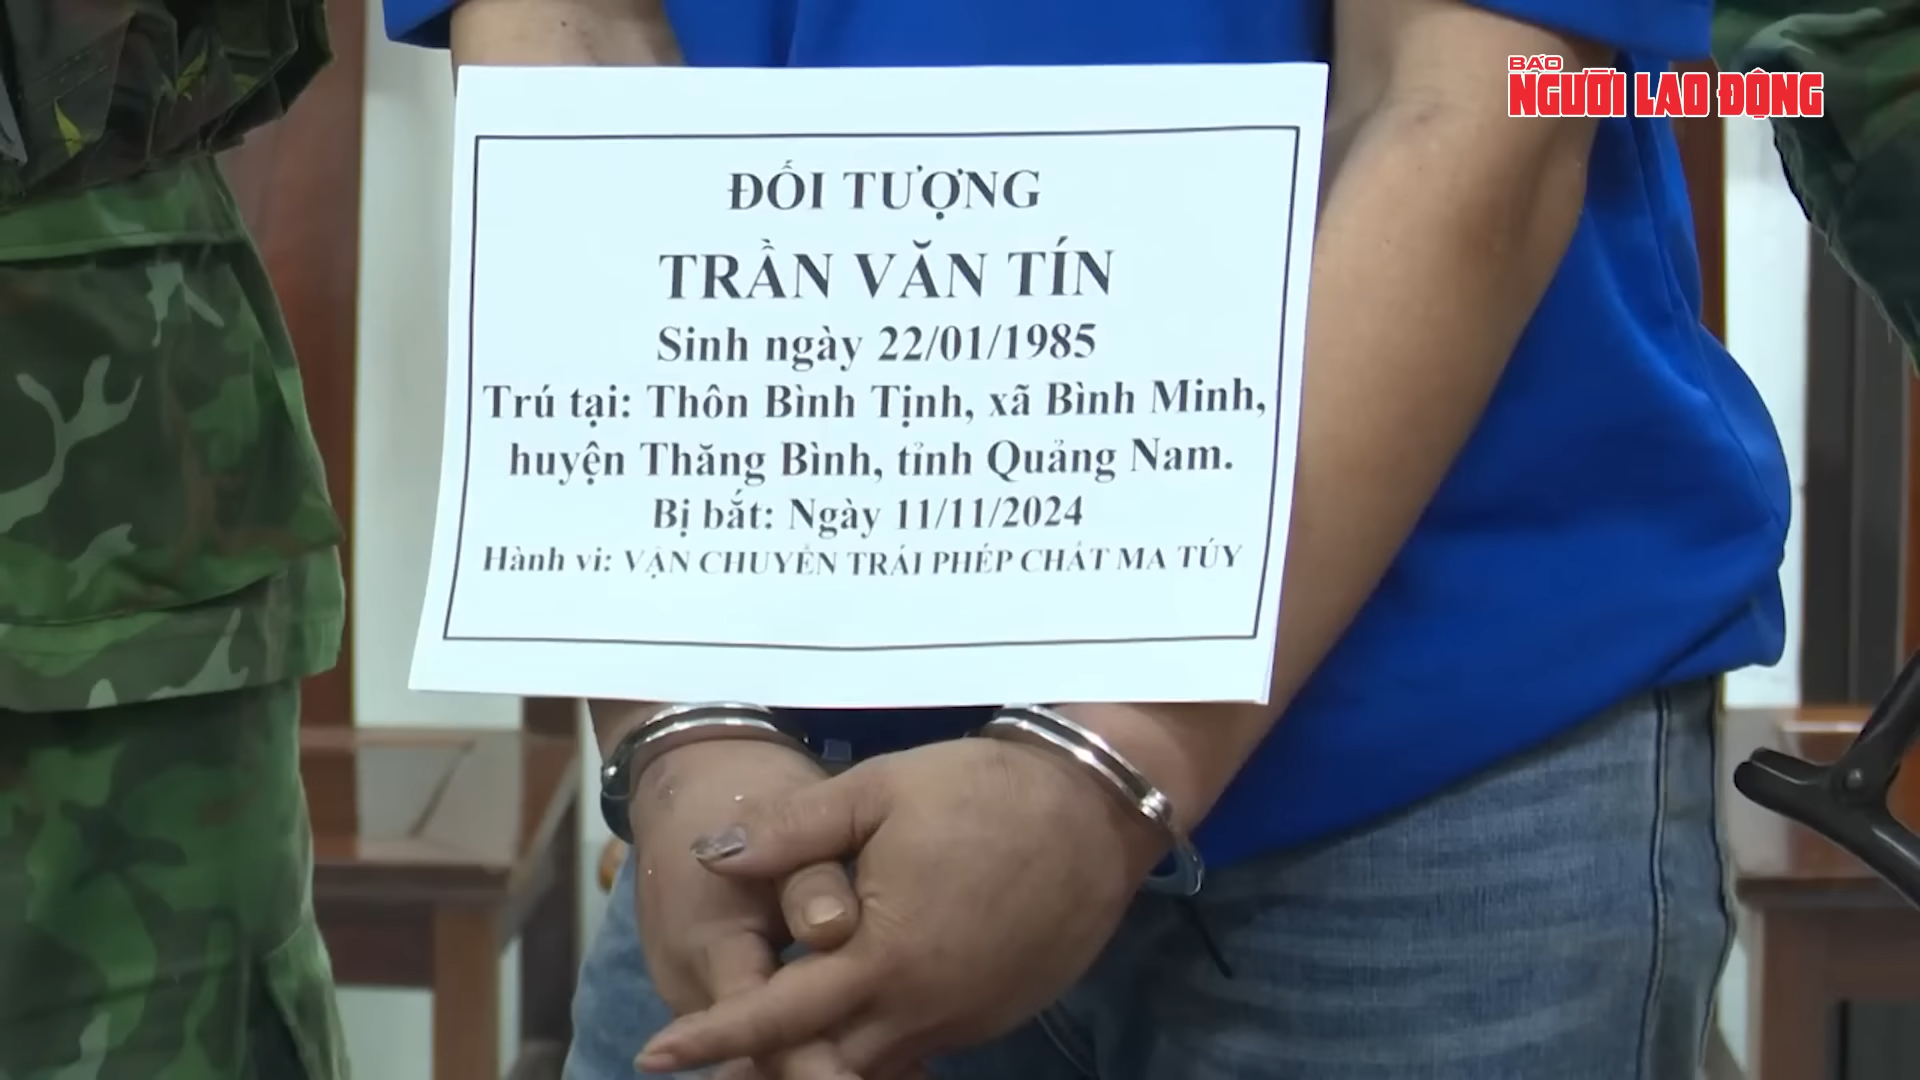 BÁO
NGƯỜI LAO ĐỘNG
ĐỐI TƯỢNG
TRẦN VĂN TÍN
Sinh ngày 22/01/1985
Trú tại: Thôn Bình Tịnh, xã Bình Minh,
huyện Thăng Bình, tỉnh Quảng Nam.
Bị bắt: Ngày 11/11/2024
Hành vi: VẬN CHUYỂN TRÁI PHÉP CHẤT MA TÚY